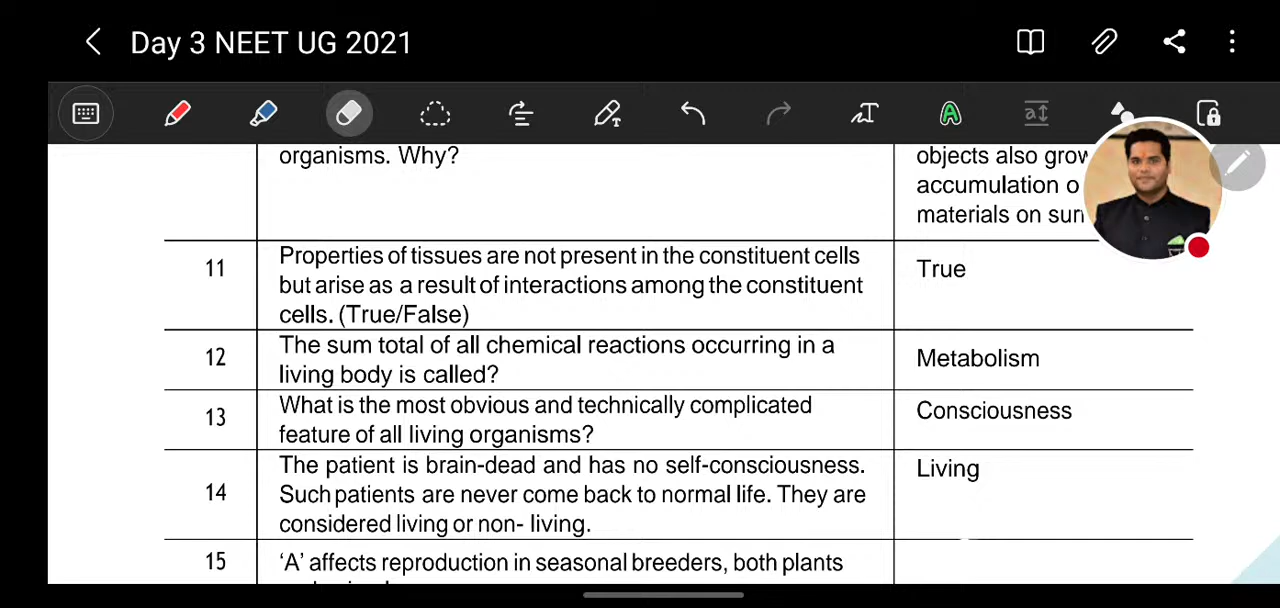 Day 3 NEET UG 2021
organisms. Why?
objects also grow
accumulation o
materials on sur
11
Properties of tissues are not present in the constituent cells
but arise as a result of interactions among the constituent
cells. (True/False)
True
12
The sum total of all chemical reactions occurring in a
living body is called?
Metabolism
13
What is the most obvious and technically complicated
feature of all living organisms?
Consciousness
14
The patient is brain-dead and has no self-consciousness.
Such patients are never come back to normal life. They are
considered living or non- living.
Living
15
‘A’ affects reproduction in seasonal breeders, both plants